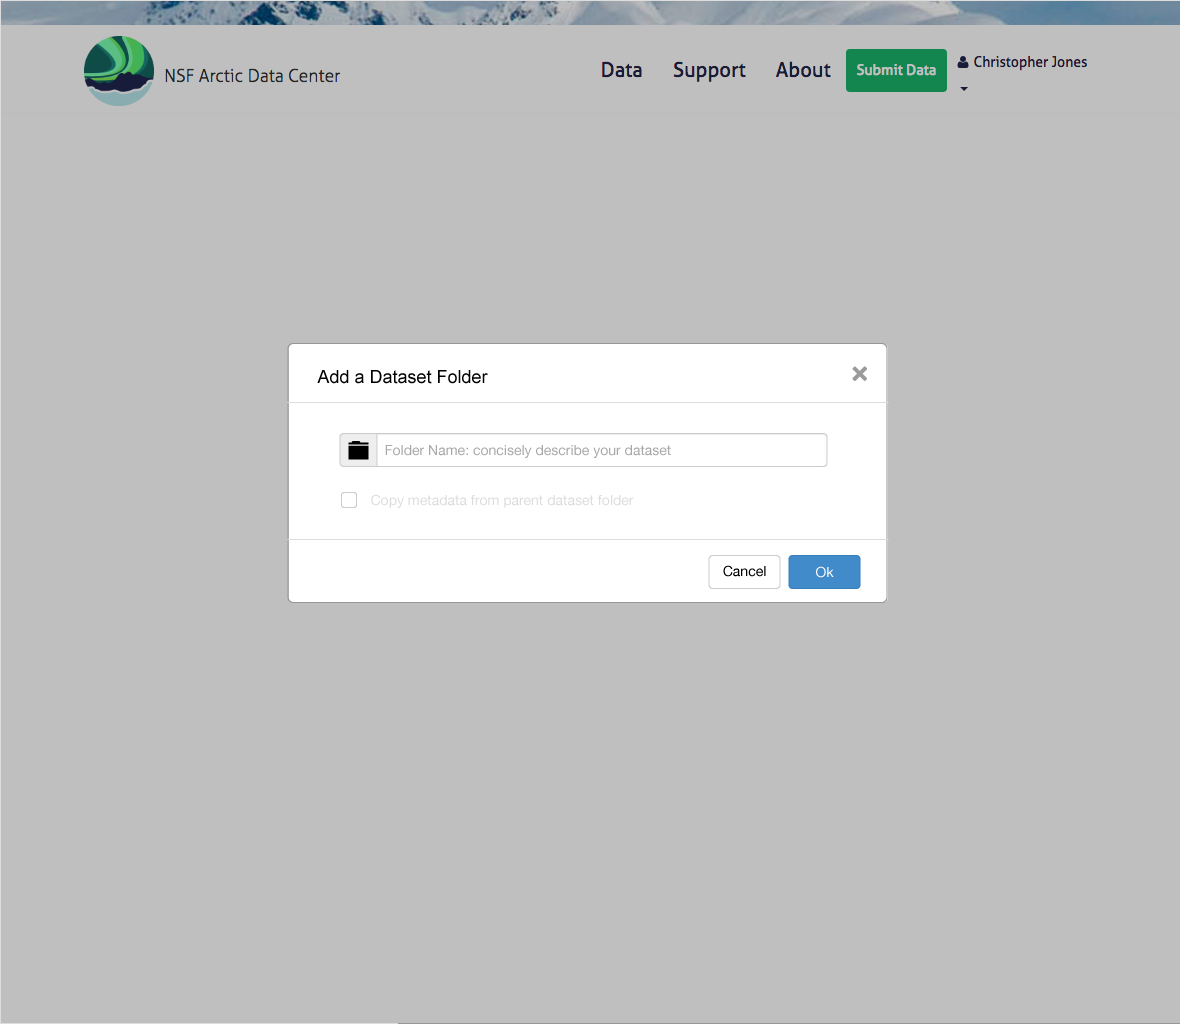 NSF Arctic Data Center
Data
Support
About
Submit Data
Christopher Jones
Add a Dataset Folder
Folder Name: concisely describe your dataset
Copy metadata from parent dataset folder
Cancel
Ok